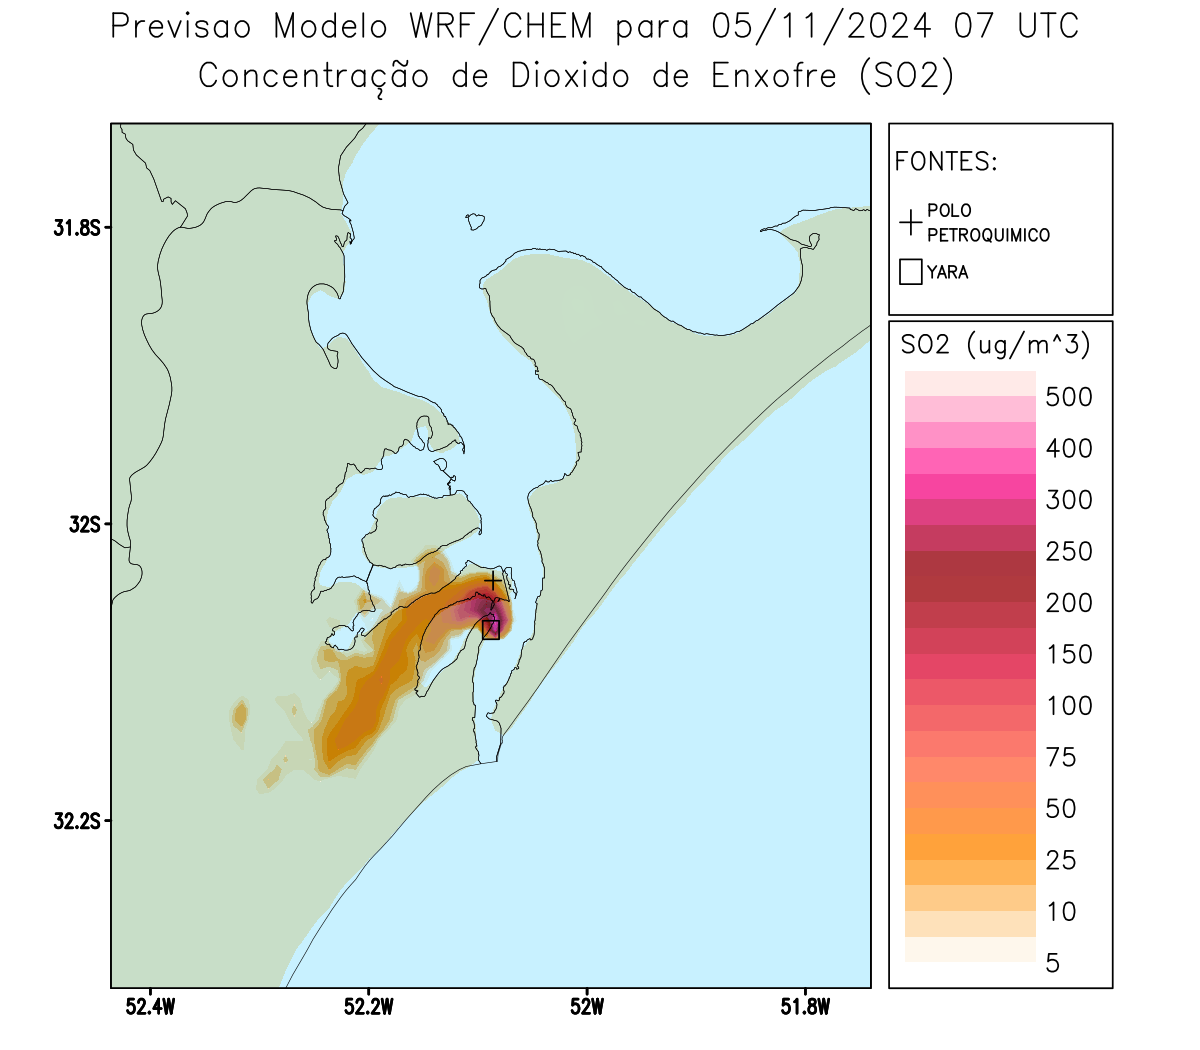 Previsao Modelo WRF/CHEM para 05/11/2024 07 UTC
Concentração de Dioxido de Enxofre (SO2)
FONTES:
POLO
PETROQUIMICO
YARA
31.8S
32S
32.2S
52.4W
52.2W
52W
51.8W
SO2 (ug/m^3)
500
400
300
250
200
150
100
75
50
25
10
5